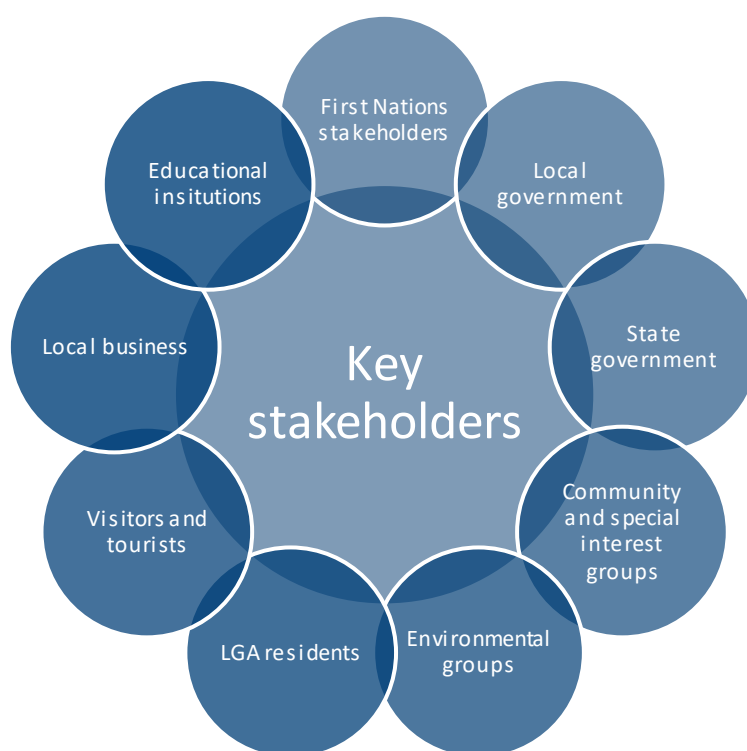 First Nations
stakeholders
Local
government
State
government
Community
and special
interest
groups
Environmental
groups
LGA residents
Visitors and
tourists
Local business
Educational
insitutions
Key
stakeholders